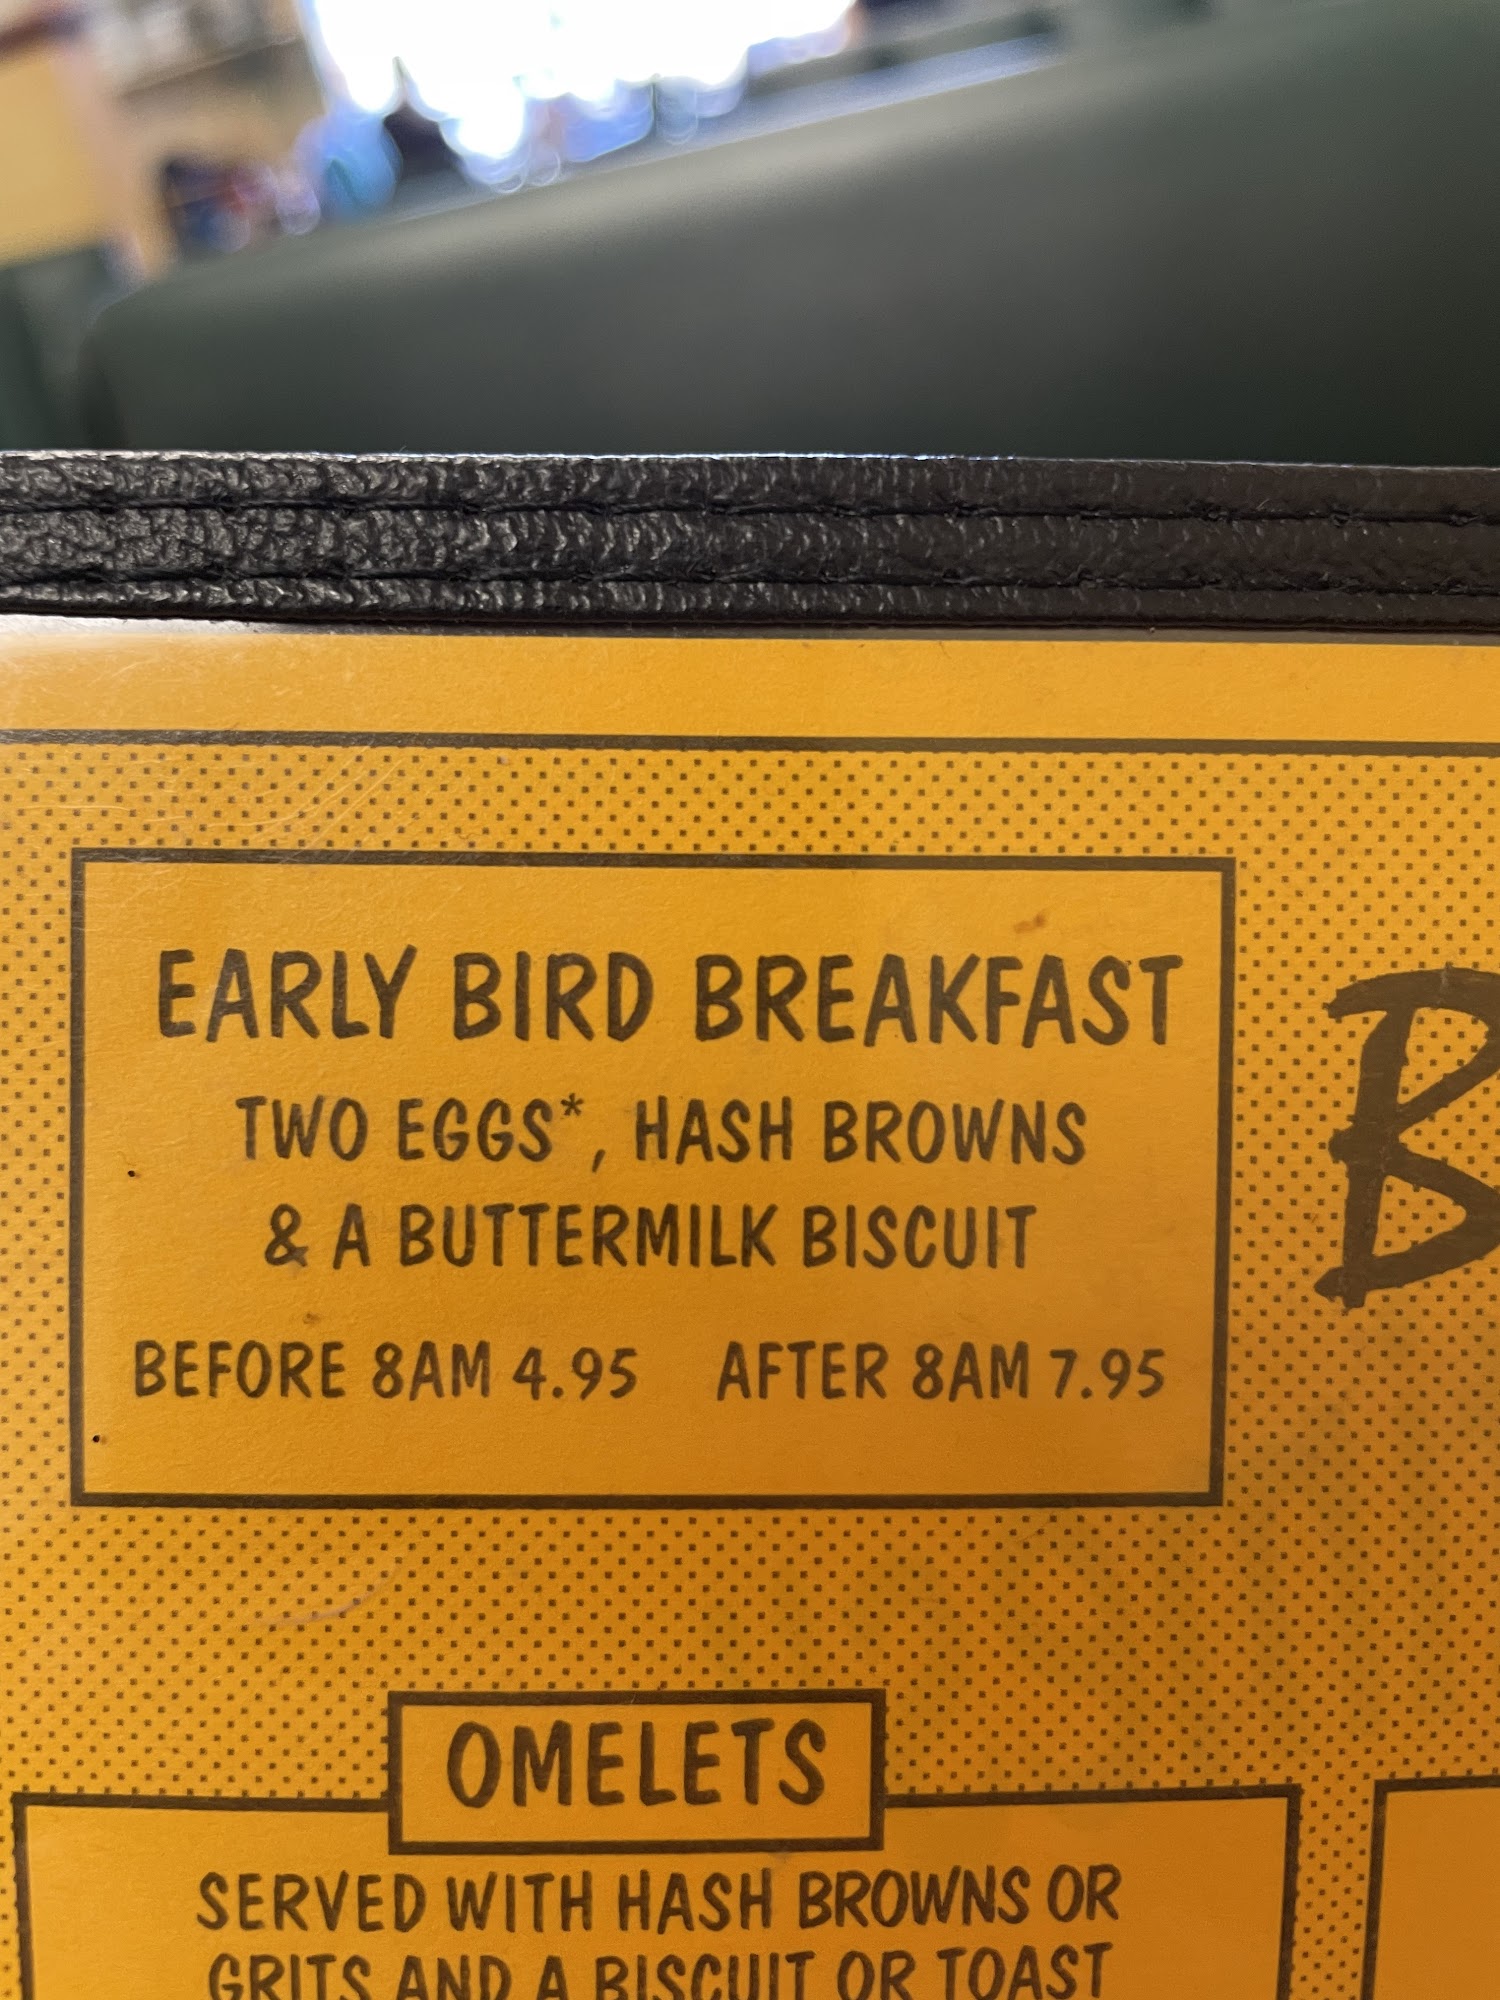 EARLY BIRD BREAKFAST
TWO EGGS*, HASH BROWNS
& A BUTTERMILK BISCUIT
BEFORE 8AM 4.95 AFTER 8AM 7.95
OMELETS
SERVED WITH HASH BROWNS OR
GRITS AND A BISCUIT OR TOAST